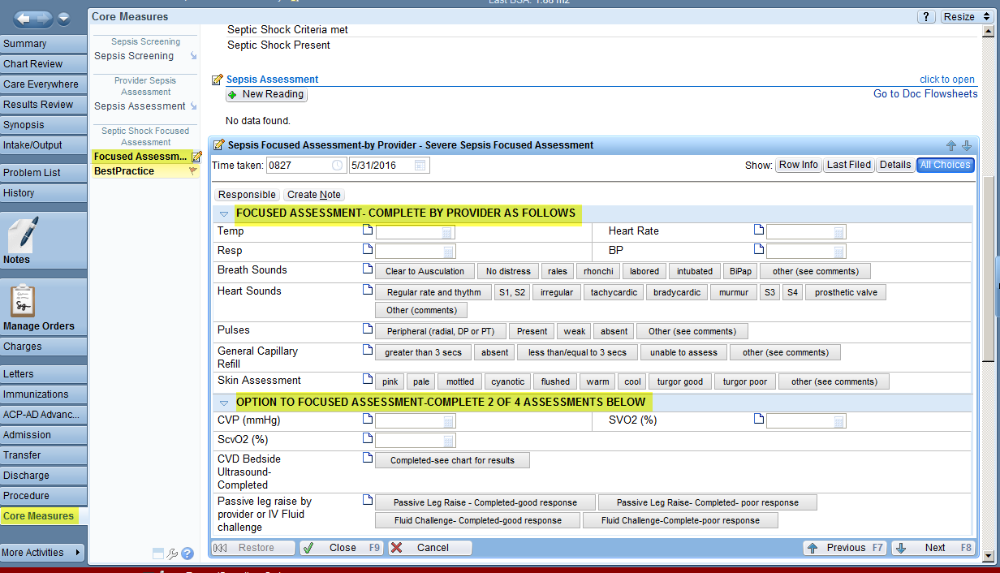 Last BSA: 1.88 m2
Core Measures
? Resize
Summary
Chart Review
Care Everywhere
Results Review
Synopsis
Intake/Output
Problem List
History
Notes
Manage Orders
Charges
Letters
Immunizations
ACP-AD Advanc...
Admission
Transfer
Discharge
Procedure
Core Measures
More Activities
Sepsis Screening
Sepsis Screening
Provider Sepsis
Assessment
Sepsis Assessment
Septic Shock Focused
Assessment
Focused Assessm...
BestPractice
Septic Shock Criteria met
Septic Shock Present
Sepsis Assessment click to open
New Reading Go to Doc Flowsheets
No data found.
Sepsis Focused Assessment-by Provider - Severe Sepsis Focused Assessment
Time taken: 0827 5/31/2016 Show: Row Info Last Filed Details All Choices
Responsible Create Note
FOCUSED ASSESSMENT- COMPLETE BY PROVIDER AS FOLLOWS
Temp Heart Rate
Resp BP
Breath Sounds Clear to Ausculation No distress rales rhonchi labored intubated BiPap other (see comments)
Heart Sounds Regular rate and thythm S1, S2 irregular tachycardic bradycardic murmur S3 S4 prosthetic valve
Other (comments)
Pulses Peripheral (radial, DP or PT) Present weak absent Other (see comments)
General Capillary
Refill
greater than 3 secs absent less than/equal to 3 secs unable to assess other (see comments)
Skin Assessment pink pale mottled cyanotic flushed warm cool turgor good turgor poor other (see comments)
OPTION TO FOCUSED ASSESSMENT-COMPLETE 2 OF 4 ASSESSMENTS BELOW
CVP (mmHg) SVO2 (%)
ScvO2 (%)
CVD Bedside
Ultrasound-
Completed
Completed-see chart for results
Passive leg raise by
provider or IV Fluid
challenge
Passive Leg Raise - Completed-good response Passive Leg Raise- Completed- poor response
Fluid Challenge- Completed-good response Fluid Challenge-Complete-poor response
Restore Close F9 Cancel Previous F7 Next F8